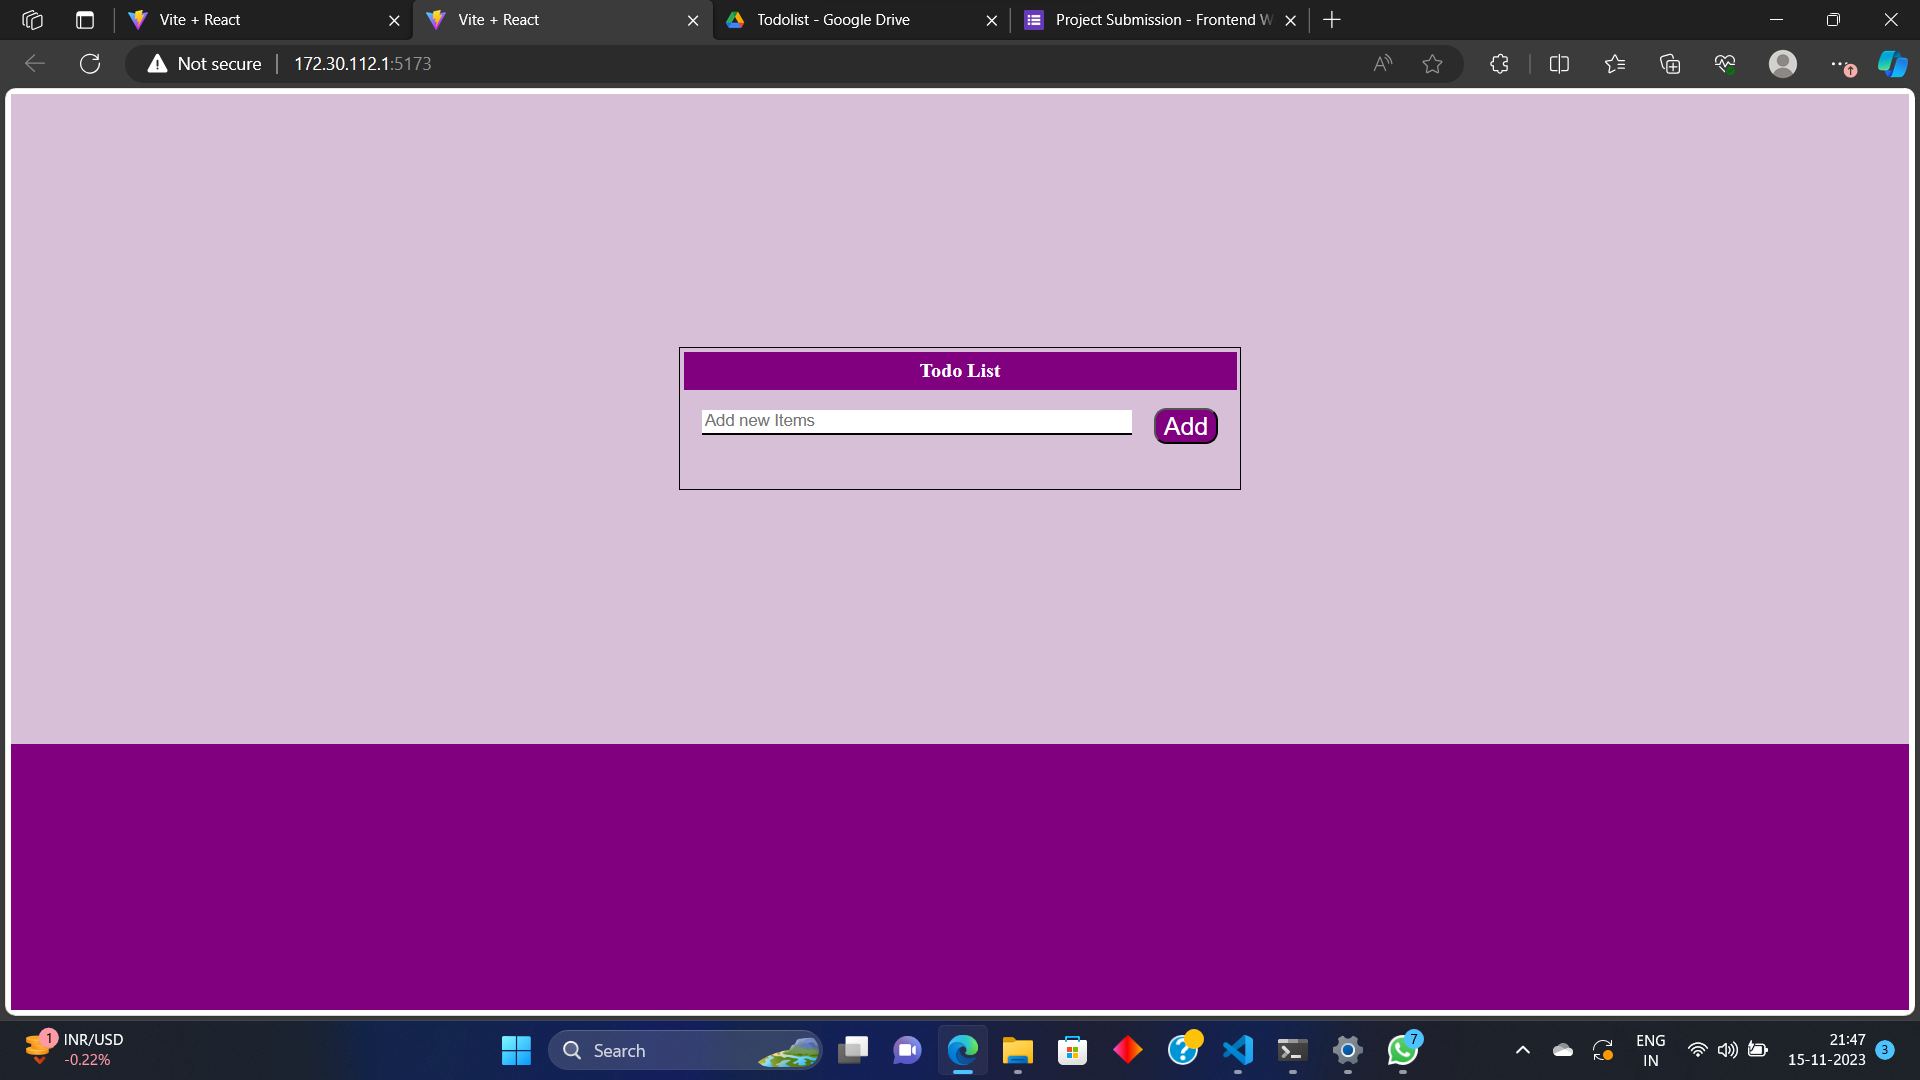 Vite + React
Vite + React
Todolist - Google Drive
Project Submission - Frontend W
Not secure
172.30.112.1:5173
Todo List
Add new Items
Add
1
INR/USD
-0.22%
Search
7
ENG
IN
21:47
15-11-2023
3